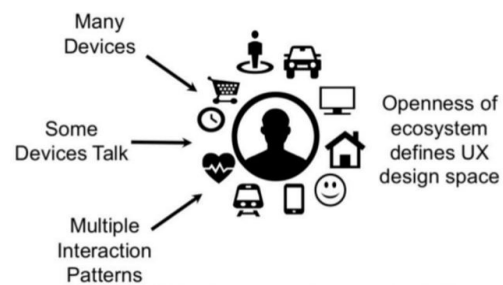 Many
Devices
Some
Devices Talk
Multiple
Interaction
Patterns
Openness of
ecosystem
defines UX
design space